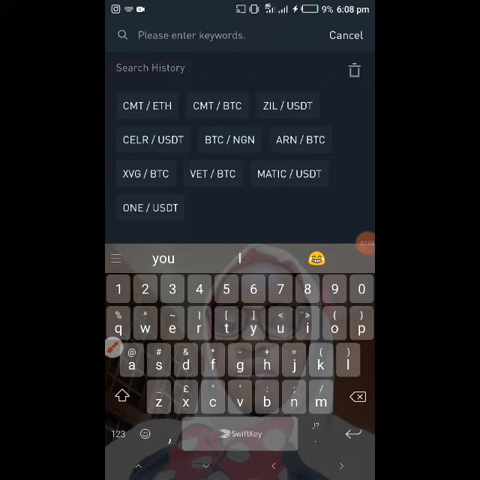 9% 6:08 pm
Please enter keywords. Cancel
Search History
CMT / ETH CMT / BTC ZIL / USDT
CELR / USDT BTC / NGN ARN / BTC
XVG / BTC VET / BTC MATIC / USDT
ONE / USDT
you I 😂
1 2 3 4 5 6 7 8 9 0
% ^ ~ | [ ] < > { }
q w e r t y u i o p
@ # & * - + = ( )
a s d f g h j k l
_ £ " ' : ; /
z x c v b n m
123 , SwiftKey ,!? .